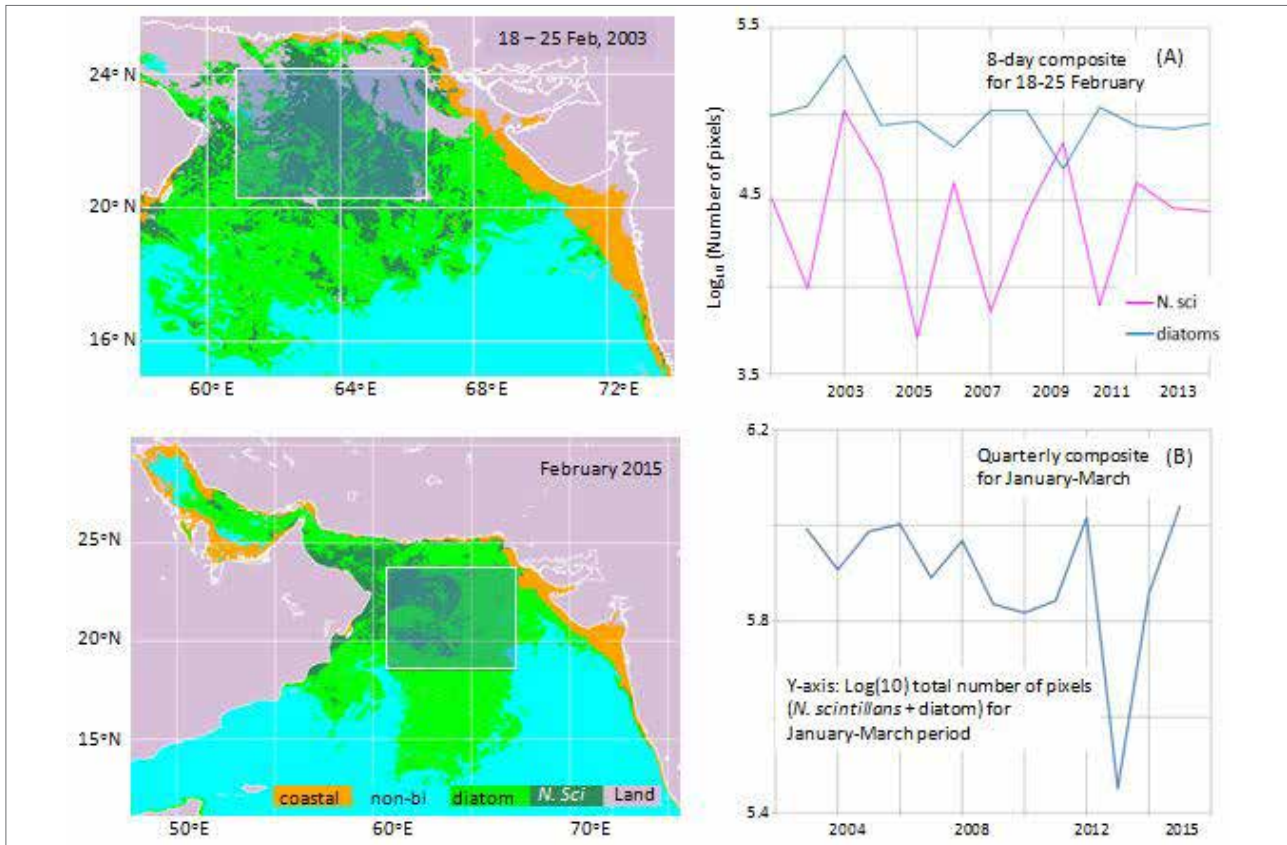 18 – 25 Feb, 2003
24° N
20° N
16° N
60°E 64°E 68°E 72°E
5.5
8-day composite (A)
for 18-25 February
Log₁₀ (Number of pixels)
4.5
N. sci
diatoms
3.5
2003 2005 2007 2009 2011 2013
February 2015
25°N
20°N
15°N
coastal non-bi diatom N. Sci Land
50°E 60°E 70°E
6.2
Quarterly composite (B)
for January-March
5.8
Y-axis: Log(10) total number of pixels
(N. scintillans + diatom) for
January-March period
5.4
2004 2008 2012 2015